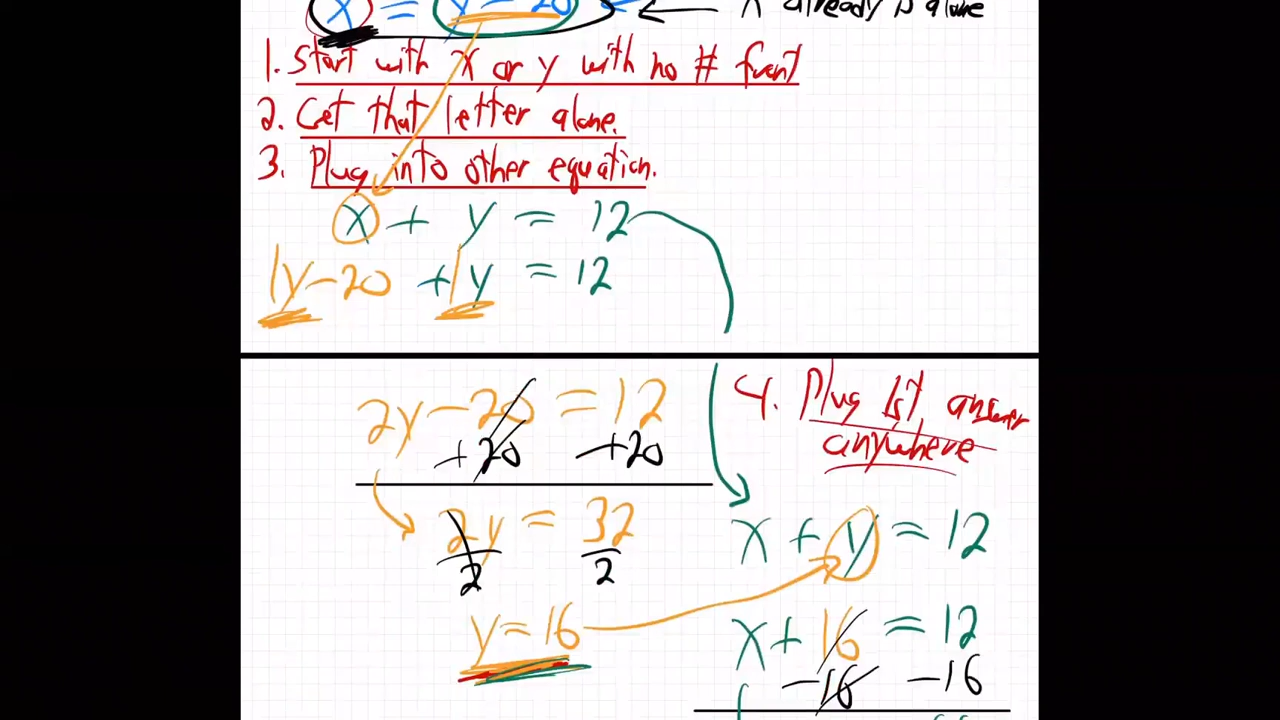 x = y - 20 ← x already is alone
1. Start with x or y with no # front
2. Get that letter alone.
3. Plug into other equation.
x + y = 12
1y - 20 + 1y = 12
2y - 20 = 12
+20 +20
2y = 32
2 2
y = 16
4. Plug 1st answer
anywhere
x + y = 12
x + 16 = 12
-16 -16